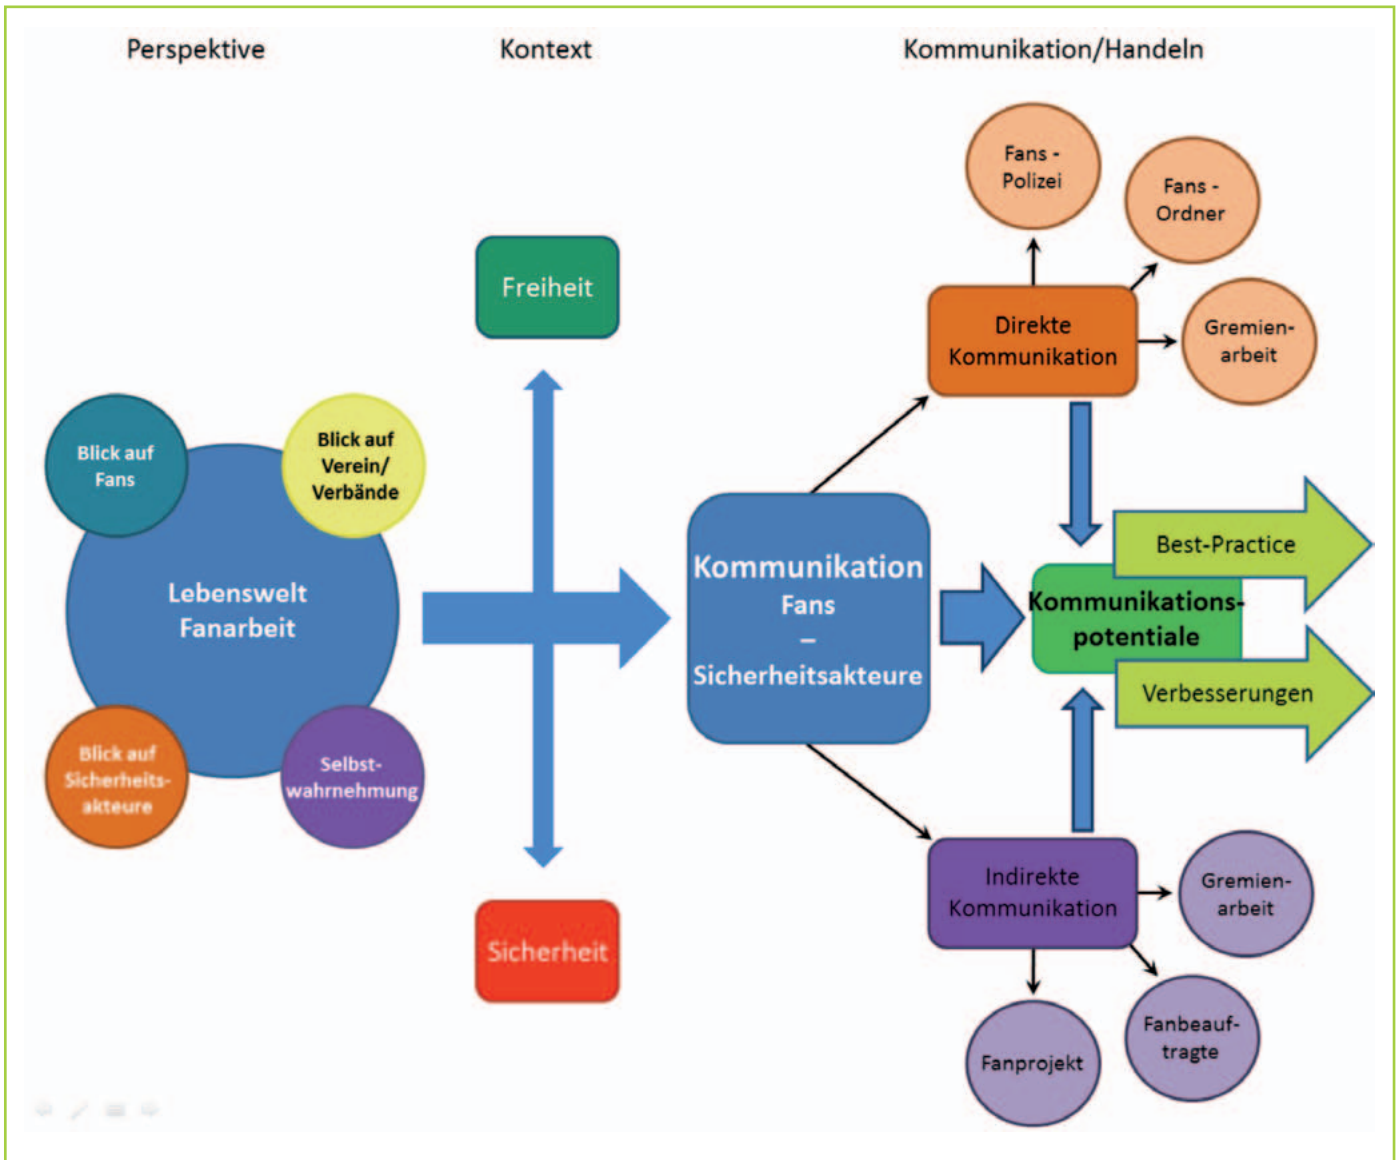 Perspektive
Kontext
Kommunikation/Handeln
Blick auf
Fans
Blick auf
Verein/
Verbände
Lebenswelt
Fanarbeit
Blick auf
Sicherheits-
akteure
Selbst-
wahrnehmung
Freiheit
Sicherheit
Kommunikation
Fans
–
Sicherheitsakteure
Fans -
Polizei
Fans -
Ordner
Direkte
Kommunikation
Gremien-
arbeit
Best-Practice
Kommunikations-
potentiale
Verbesserungen
Indirekte
Kommunikation
Gremien-
arbeit
Fanbeauf-
tragte
Fanprojekt